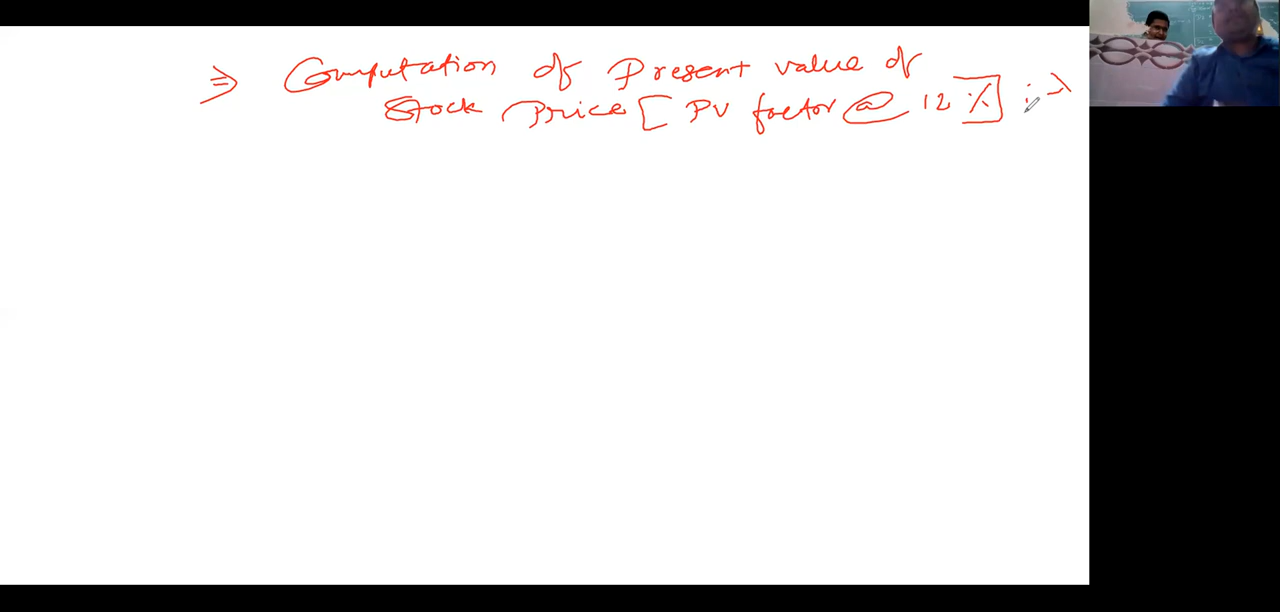 ⇒ Computation of Present value of
Stock Price [PV factor @ 12%] :→